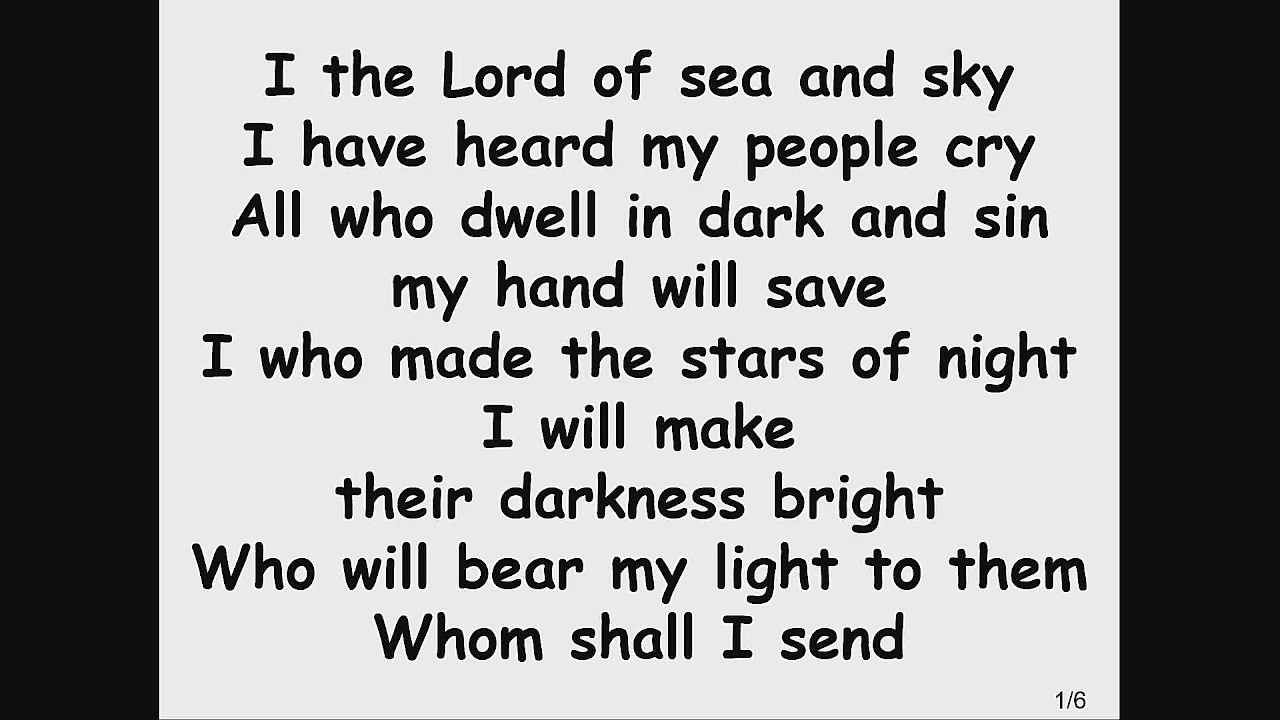 I the Lord of sea and sky
I have heard my people cry
All who dwell in dark and sin
my hand will save
I who made the stars of night
I will make
their darkness bright
Who will bear my light to them
Whom shall I send
1/6